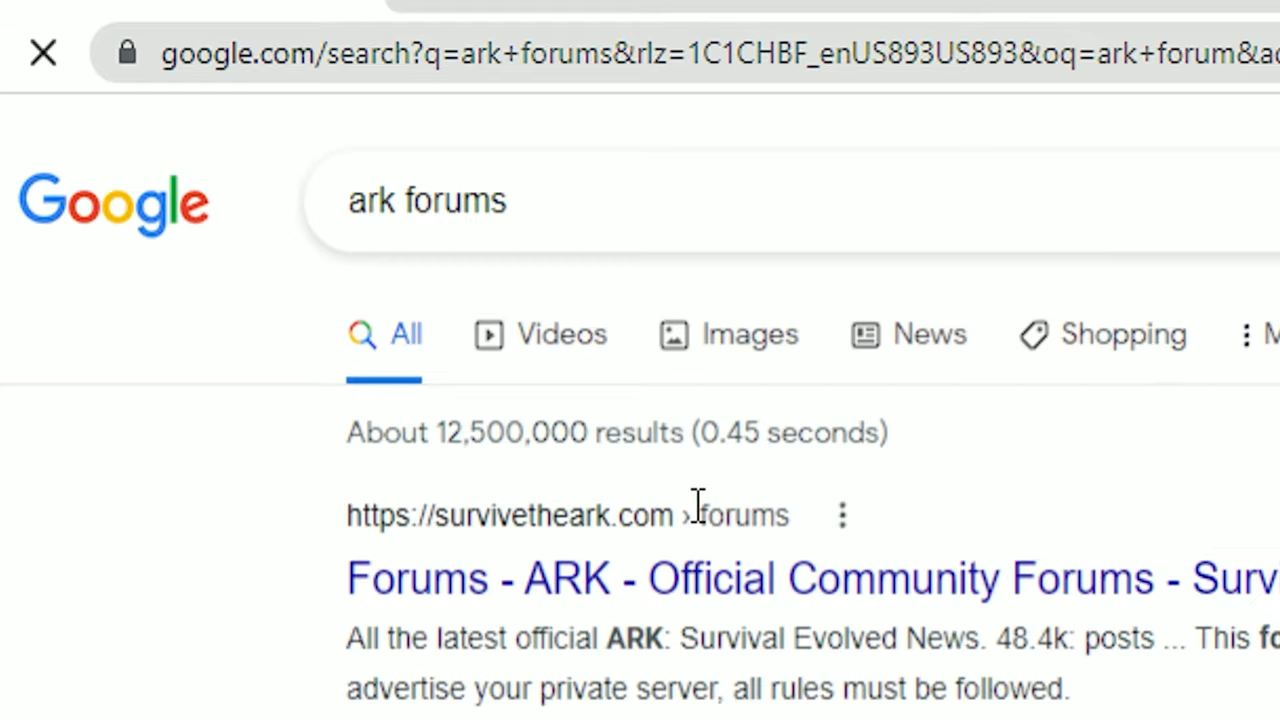 google.com/search?q=ark+forums&rlz=1C1CHBF_enUS893US893&oq=ark+forum&
Google
ark forums
All Videos Images News Shopping
About 12,500,000 results (0.45 seconds)
https://survivetheark.com › forums
Forums - ARK - Official Community Forums - Surv
All the latest official ARK: Survival Evolved News. 48.4k: posts ... This
advertise your private server, all rules must be followed.